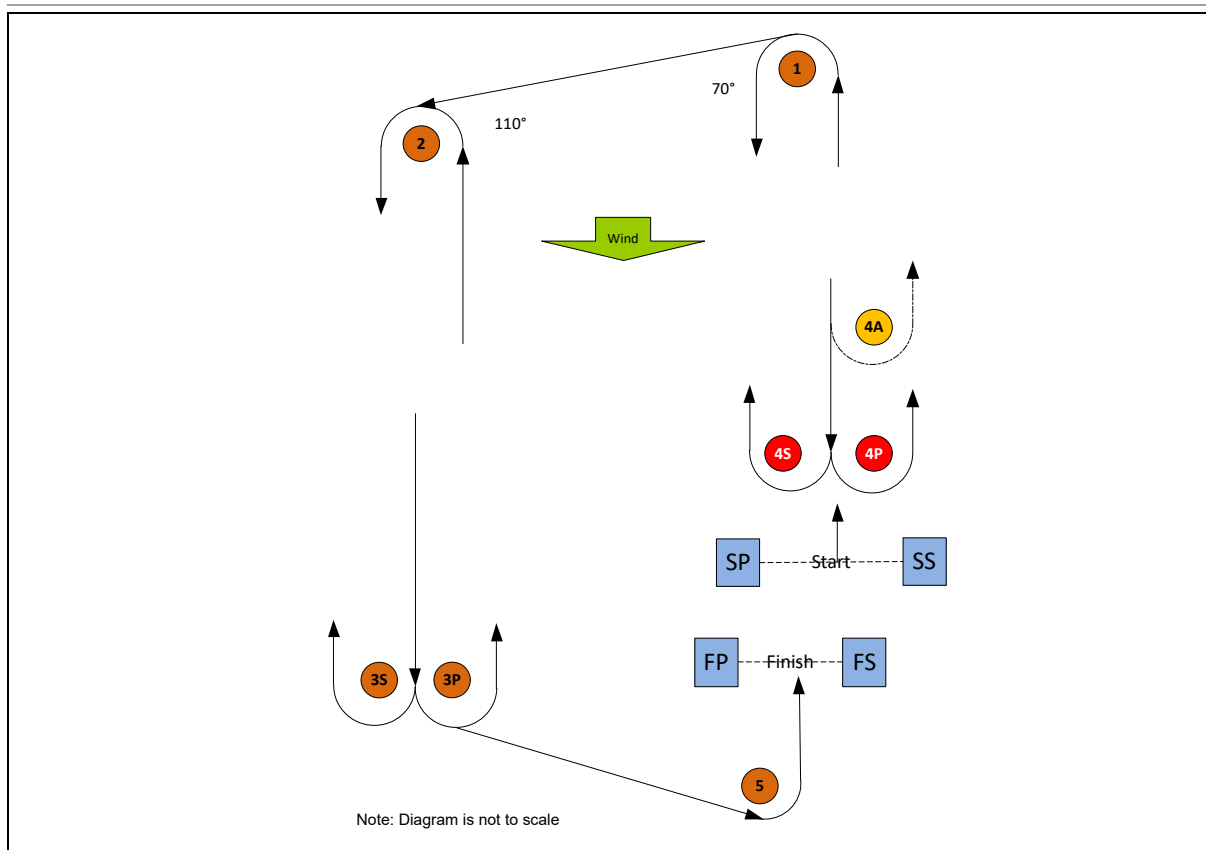 1
70°
110°
2
Wind
4A
4S
4P
SP
Start
SS
FP
Finish
FS
3S
3P
5
Note: Diagram is not to scale